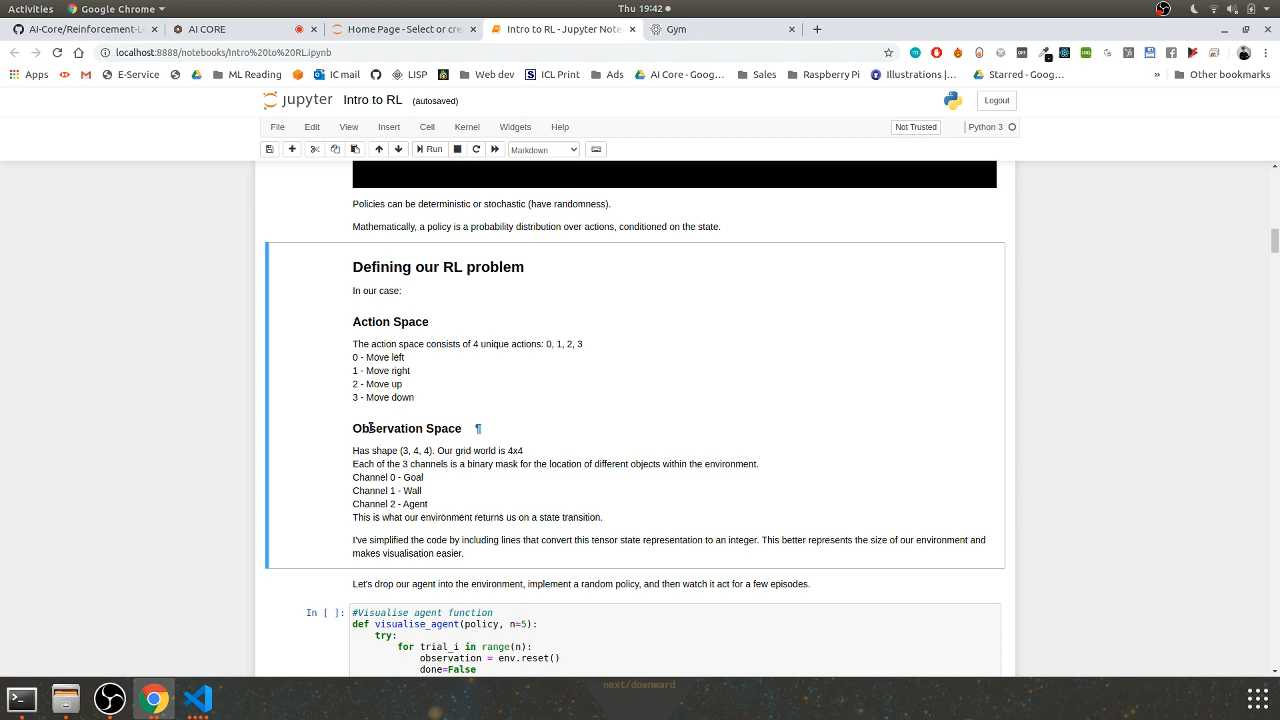 Activities
Google Chrome
Thu 19:42
AI-Core/Reinforcement-Le
AI CORE
Home Page - Select or cre
Intro to RL - Jupyter Note
Gym
localhost:8888/notebooks/Intro%20to%20RL.ipynb
Apps
E-Service
ML Reading
IC mail
LISP
Web dev
ICL Print
Ads
AI Core - Goog...
Sales
Raspberry Pi
Illustrations |...
Starred - Goog...
»
Other bookmarks
jupyter
Intro to RL
(autosaved)
Logout
File
Edit
View
Insert
Cell
Kernel
Widgets
Help
Not Trusted
Python 3
Run
Markdown
Policies can be deterministic or stochastic (have randomness).
Mathematically, a policy is a probability distribution over actions, conditioned on the state.
Defining our RL problem
In our case:
Action Space
The action space consists of 4 unique actions: 0, 1, 2, 3
0 - Move left
1 - Move right
2 - Move up
3 - Move down
Observation Space ¶
Has shape (3, 4, 4). Our grid world is 4x4
Each of the 3 channels is a binary mask for the location of different objects within the environment.
Channel 0 - Goal
Channel 1 - Wall
Channel 2 - Agent
This is what our environment returns us on a state transition.
I've simplified the code by including lines that convert this tensor state representation to an integer. This better represents the size of our environment and
makes visualisation easier.
Let's drop our agent into the environment, implement a random policy, and then watch it act for a few episodes.
In [ ]:
#Visualise agent function
def visualise_agent(policy, n=5):
try:
for trial_i in range(n):
observation = env.reset()
done=False
next/downward